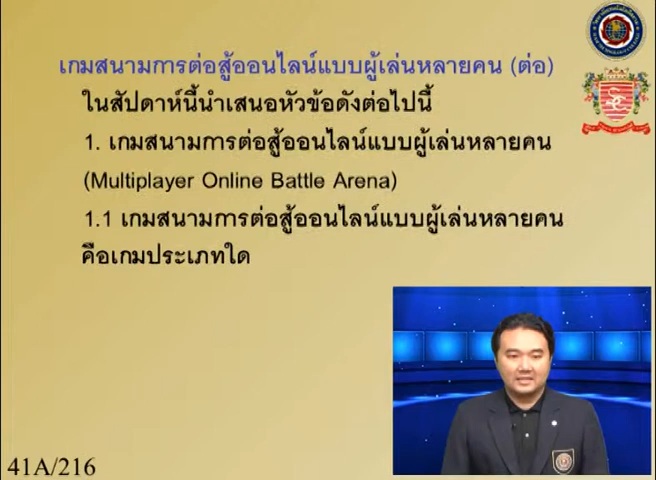 เกมสนามการต่อสู้ออนไลน์แบบผู้เล่นหลายคน (ต่อ)
ในสัปดาห์นี้นำเสนอหัวข้อดังต่อไปนี้
1. เกมสนามการต่อสู้ออนไลน์แบบผู้เล่นหลายคน
(Multiplayer Online Battle Arena)
1.1 เกมสนามการต่อสู้ออนไลน์แบบผู้เล่นหลายคน
คือเกมประเภทใด
41A/216